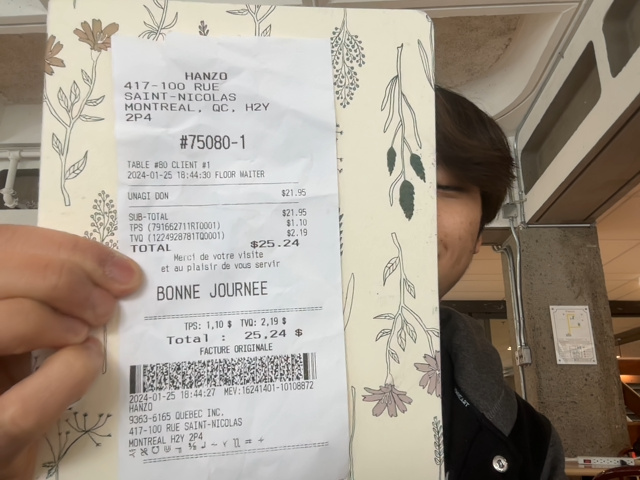 HANZO
417-100 RUE
SAINT-NICOLAS
MONTREAL, QC, H2Y
2P4
#75080-1
TABLE #80 CLIENT #1
2024-01-25 18:44:30 FLOOR WAITER
UNAGI DON $21.95
SUB-TOTAL $21.95
TPS (791662711RT0001) $1.10
TVQ (1224928781TQ0001) $2.19
TOTAL $25.24
Merci de votre visite
et au plaisir de vous servir
BONNE JOURNEE
TPS: 1,10 $ TVQ: 2,19 $
Total : 25,24 $
FACTURE ORIGINALE
2024-01-25 18:44:27 MEV:16241401-10108872
HANZO
9363-6165 QUEBEC INC.
417-100 RUE SAINT-NICOLAS
MONTREAL H2Y 2P4